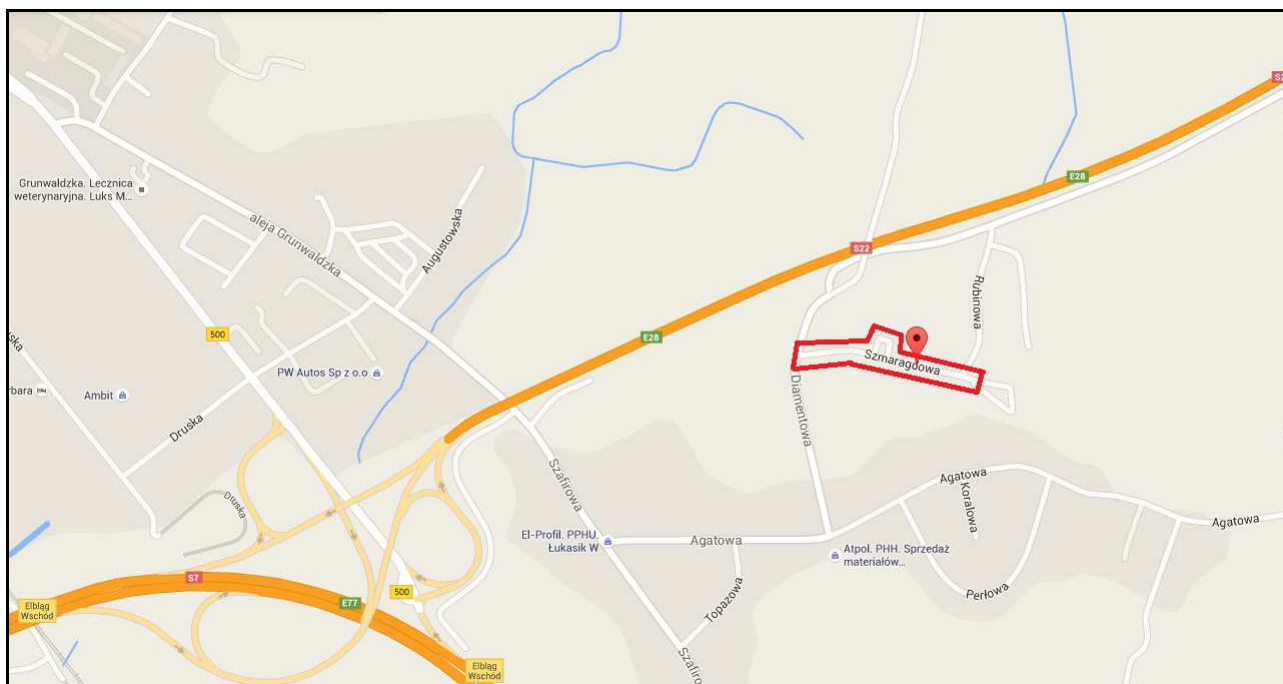 S2
E28
Grunwaldzka. Lecznica
weterynaryjna. Luks M...
aleja Grunwaldzka
Augustowska
S22
Rubinowa
500
E28
Szmaragdowa
PW Autos Sp z o.o
Ambit
Diamentowa
Druska
Szafirowa
Agatowa
Koralowa
Druska
Agatowa
El-Profil. PPHU.
Łukasik W
Agatowa
Atpol. PHH. Sprzedaż
materiałów...
S7
Topazowa
Perłowa
500
E77
Elbląg
Wschód
Elbląg
Wschód